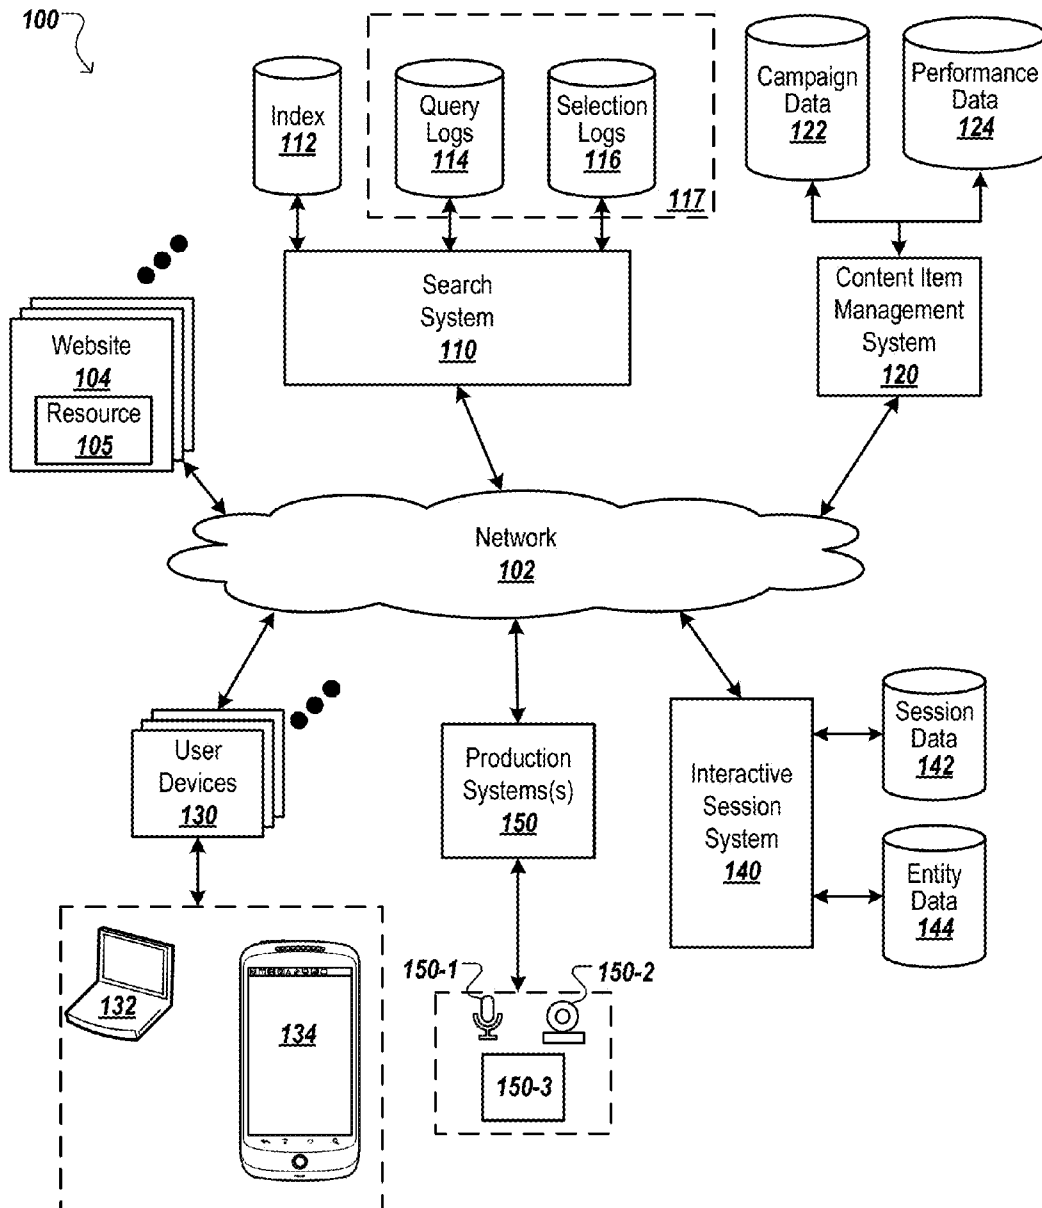 100
Index
112
Query
Logs
114
Selection
Logs
116
117
Campaign
Data
122
Performance
Data
124
Website
104
Resource
105
Search
System
110
Content Item
Management
System
120
Network
102
User
Devices
130
Production
Systems(s)
150
Interactive
Session
System
140
Session
Data
142
Entity
Data
144
132
134
150-1
150-2
150-3